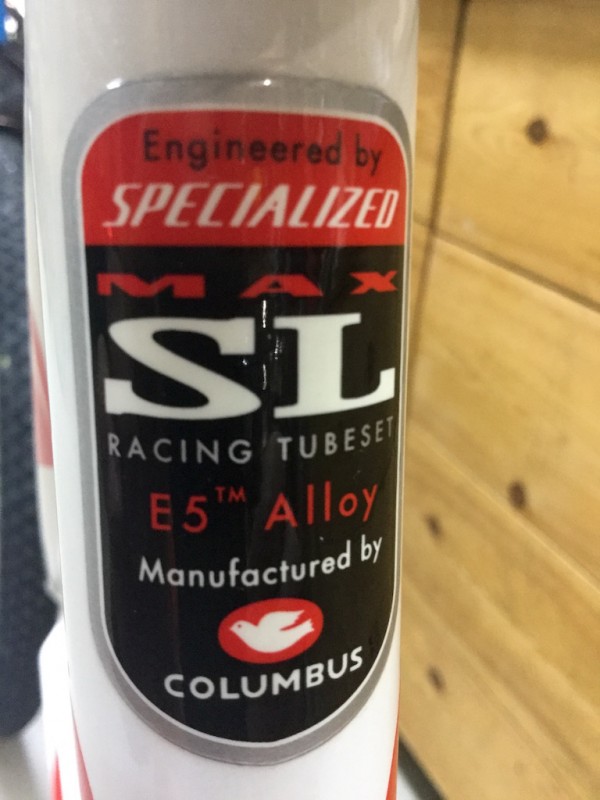 Engineered by
SPECIALIZED
MAX
SL
RACING TUBESET
E5™ Alloy
Manufactured by
COLUMBUS